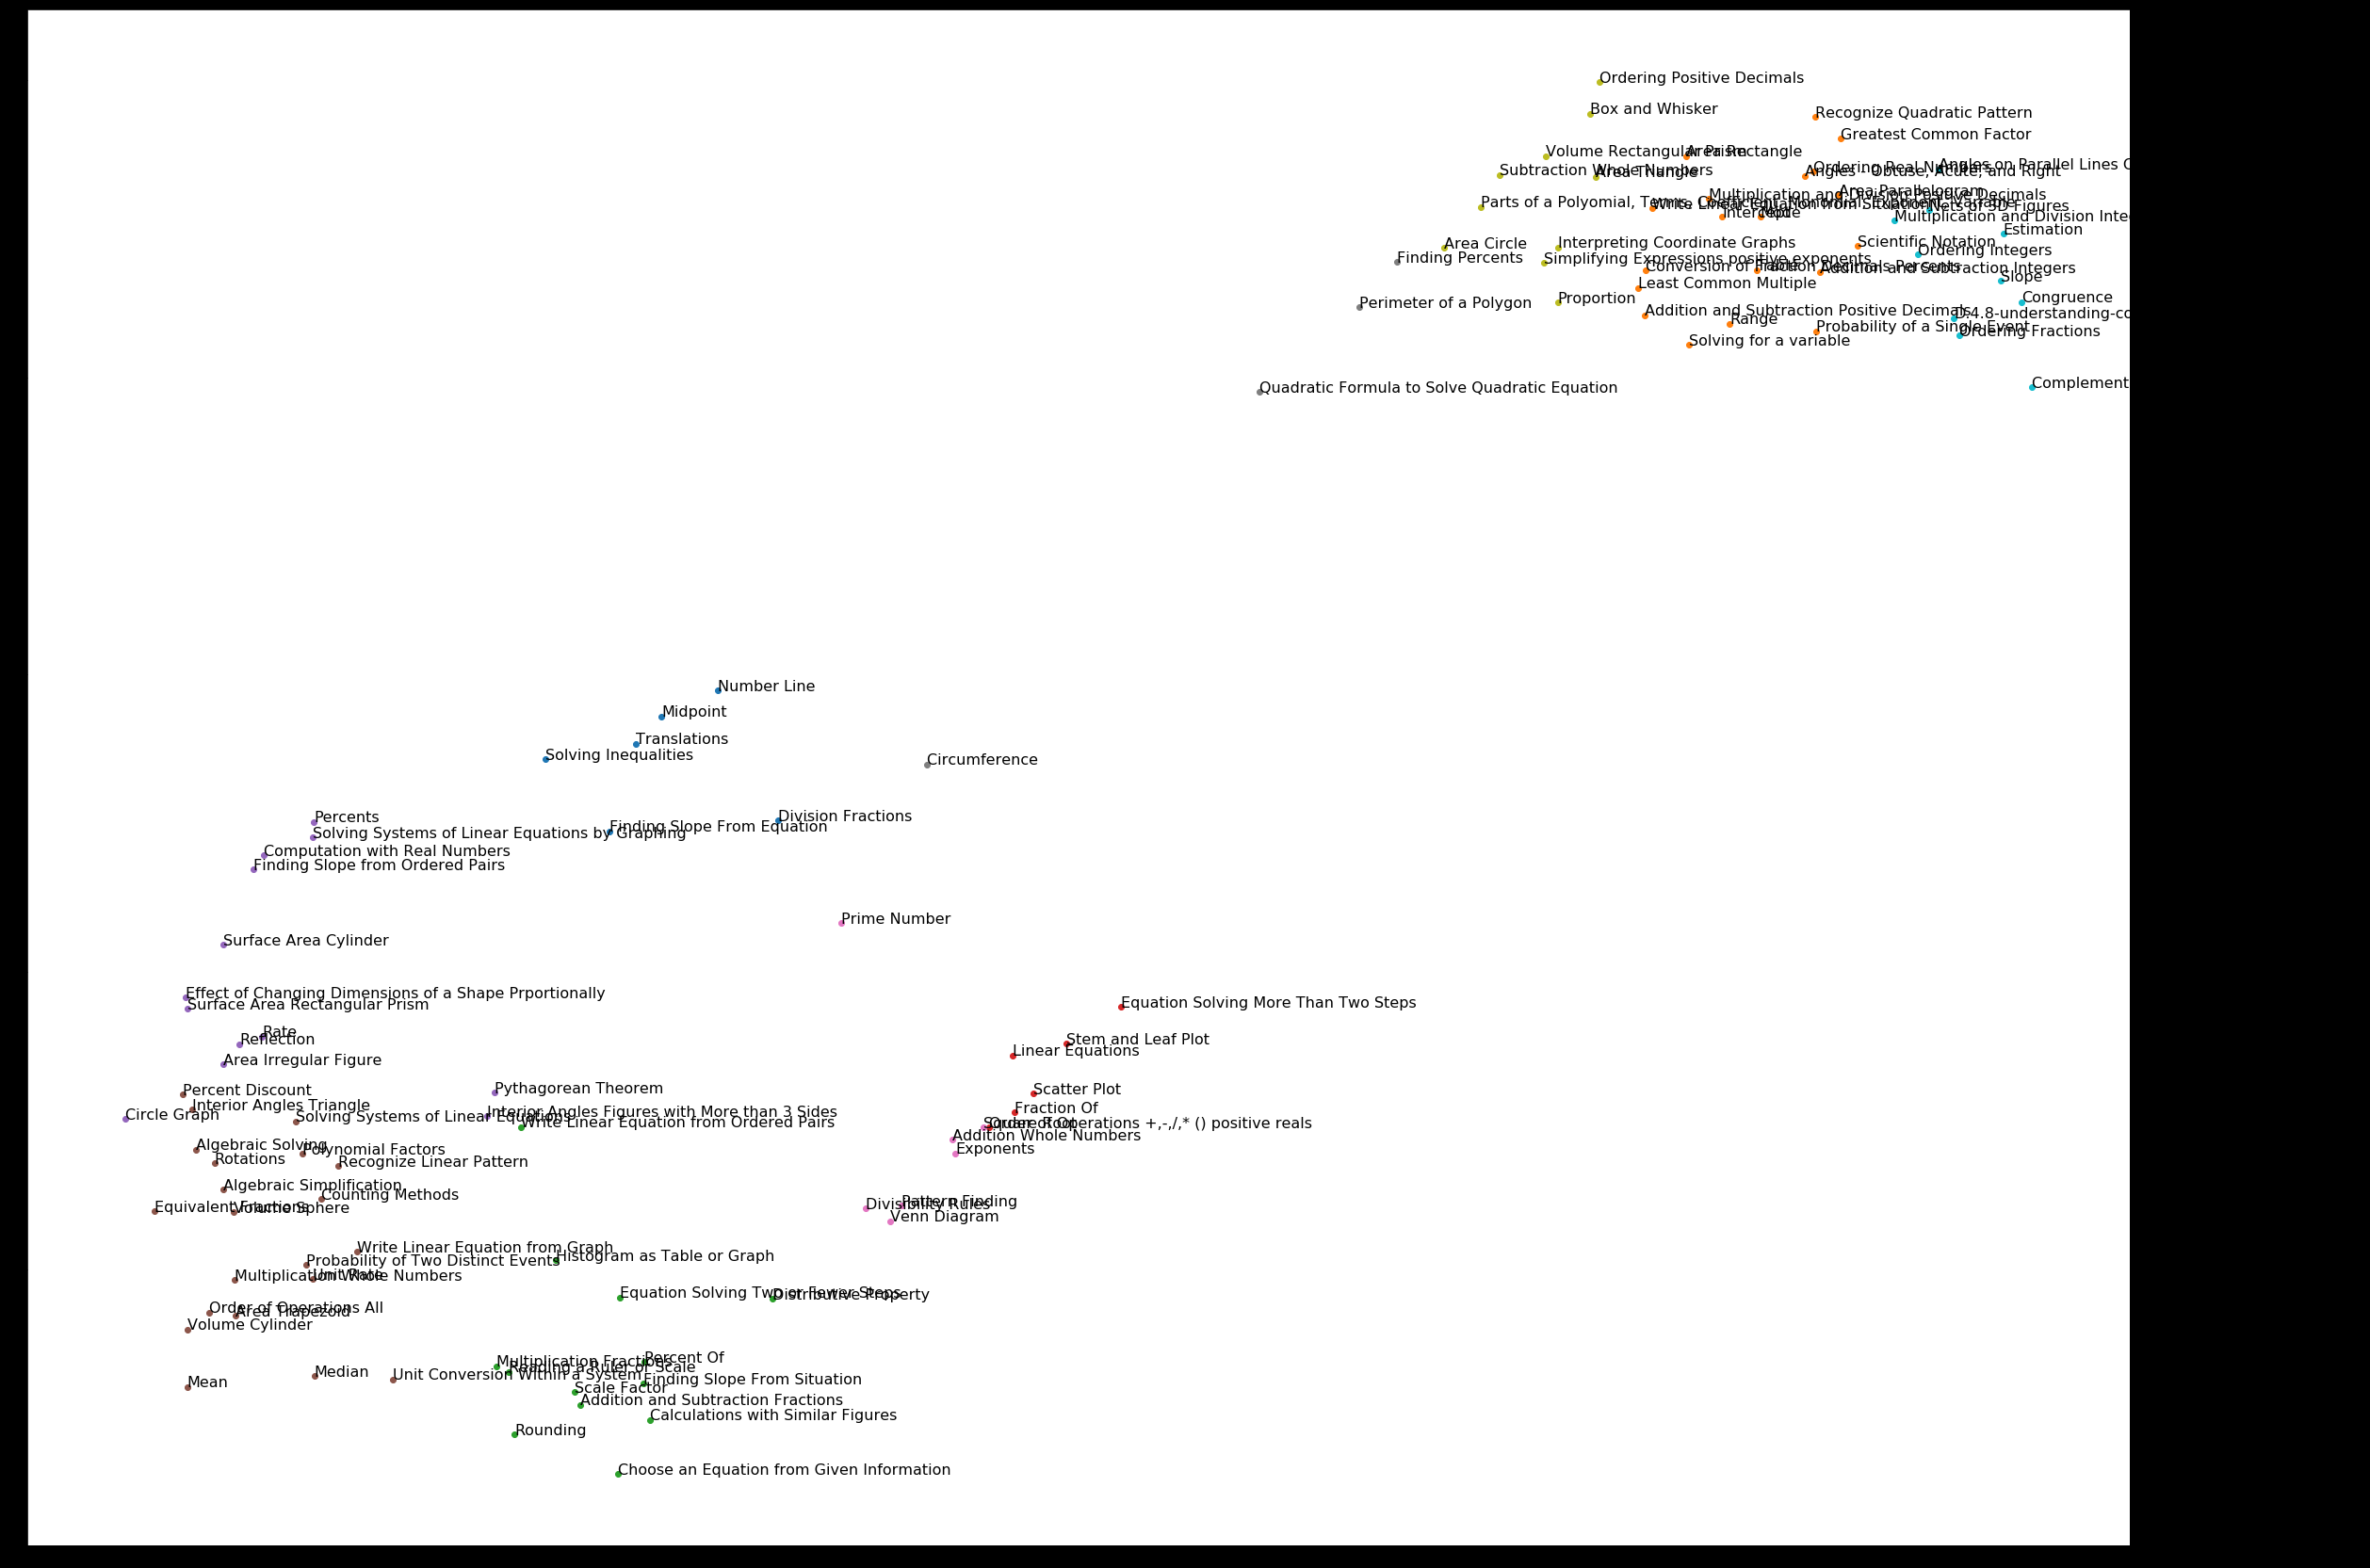 Ordering Positive Decimals
Box and Whisker
Recognize Quadratic Pattern
Greatest Common Factor
Volume Rectangular Prism
Area Rectangle
Ordering Real Numbers
Angles on Parallel Lines C
Subtraction Whole Numbers
Area Triangle
Angles - Obtuse, Acute, and Right
Area Parallelogram
Multiplication and Division Positive Decimals
Parts of a Polyomial, Terms, Coefficient, Monomial, Exponent, Variable
Write Linear Equation from Situation
Nets of 3D Figures
Intercept
Mode
Multiplication and Division Inte
Estimation
Area Circle
Interpreting Coordinate Graphs
Scientific Notation
Ordering Integers
Finding Percents
Simplifying Expressions positive exponents
Conversion of Fraction Decimals Percents
Table
Addition and Subtraction Integers
Slope
Least Common Multiple
Perimeter of a Polygon
Proportion
Congruence
Addition and Subtraction Positive Decimals
Range
D.4.8-understanding-co
Probability of a Single Event
Ordering Fractions
Solving for a variable
Quadratic Formula to Solve Quadratic Equation
Complement
Number Line
Midpoint
Translations
Solving Inequalities
Circumference
Percents
Division Fractions
Finding Slope From Equation
Solving Systems of Linear Equations by Graphing
Computation with Real Numbers
Finding Slope from Ordered Pairs
Prime Number
Surface Area Cylinder
Effect of Changing Dimensions of a Shape Prportionally
Surface Area Rectangular Prism
Equation Solving More Than Two Steps
Rate
Reflection
Stem and Leaf Plot
Linear Equations
Area Irregular Figure
Percent Discount
Pythagorean Theorem
Scatter Plot
Interior Angles Triangle
Circle Graph
Solving Systems of Linear Equations
Interior Angles Figures with More than 3 Sides
Write Linear Equation from Ordered Pairs
Fraction Of
Square Root
Order of Operations +,-,/,* () positive reals
Addition Whole Numbers
Exponents
Algebraic Solving
Polynomial Factors
Rotations
Recognize Linear Pattern
Algebraic Simplification
Counting Methods
Equivalent Fractions
Volume Sphere
Divisibility Rules
Pattern Finding
Venn Diagram
Write Linear Equation from Graph
Histogram as Table or Graph
Probability of Two Distinct Events
Multiplication Whole Numbers
Unit Rate
Equation Solving Two or Fewer Steps
Distributive Property
Order of Operations All
Area Trapezoid
Volume Cylinder
Multiplication Fractions
Percent Of
Reading a Ruler or Scale
Median
Unit Conversion Within a System
Finding Slope From Situation
Mean
Scale Factor
Addition and Subtraction Fractions
Calculations with Similar Figures
Rounding
Choose an Equation from Given Information